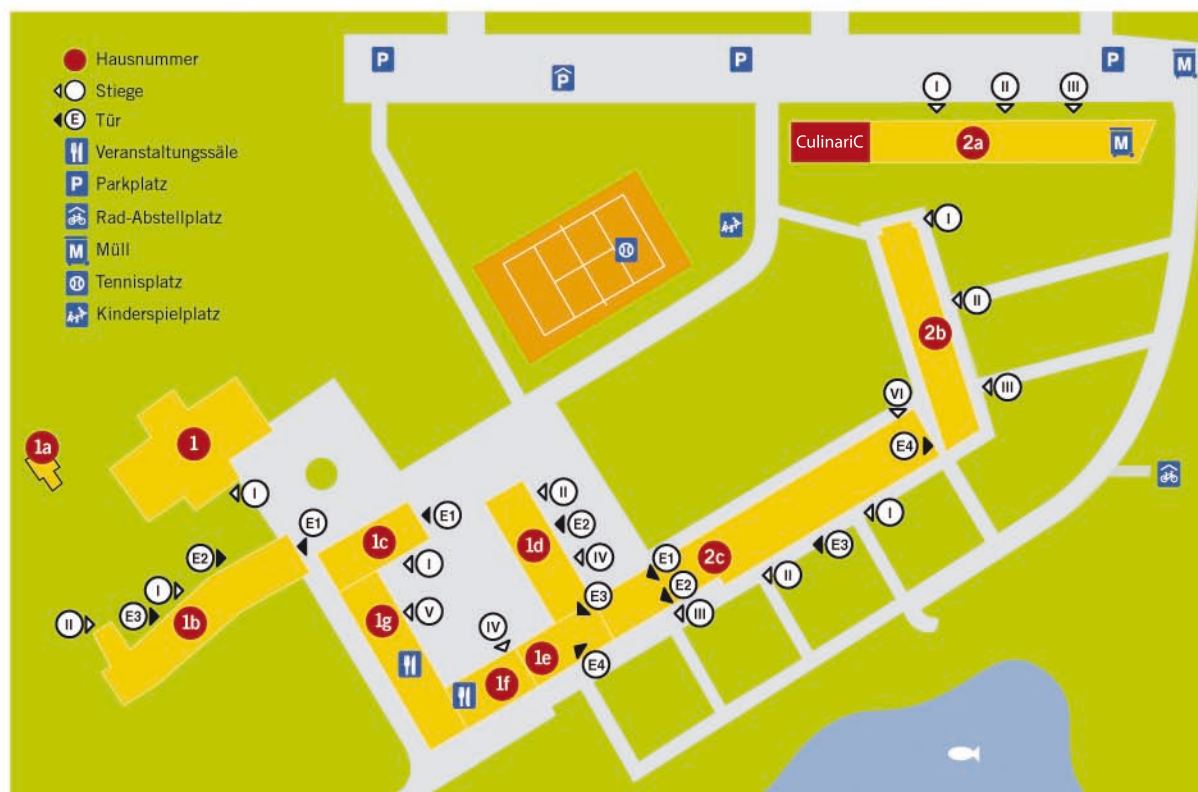 Hausnummer
Stiege
E Tür
Veranstaltungssäle
P Parkplatz
Rad-Abstellplatz
M Müll
Tennisplatz
Kinderspielplatz
P
P
P
P
M
I
II
III
CulinariC
2a
M
I
II
2b
III
VI
E4
1
1a
I
E1
E1
II
E2
1c
1d
I
IV
E2
I
E3
II
1b
1g
V
IV
E3
E1
2c
E2
III
II
E3
I
1e
E4
1f